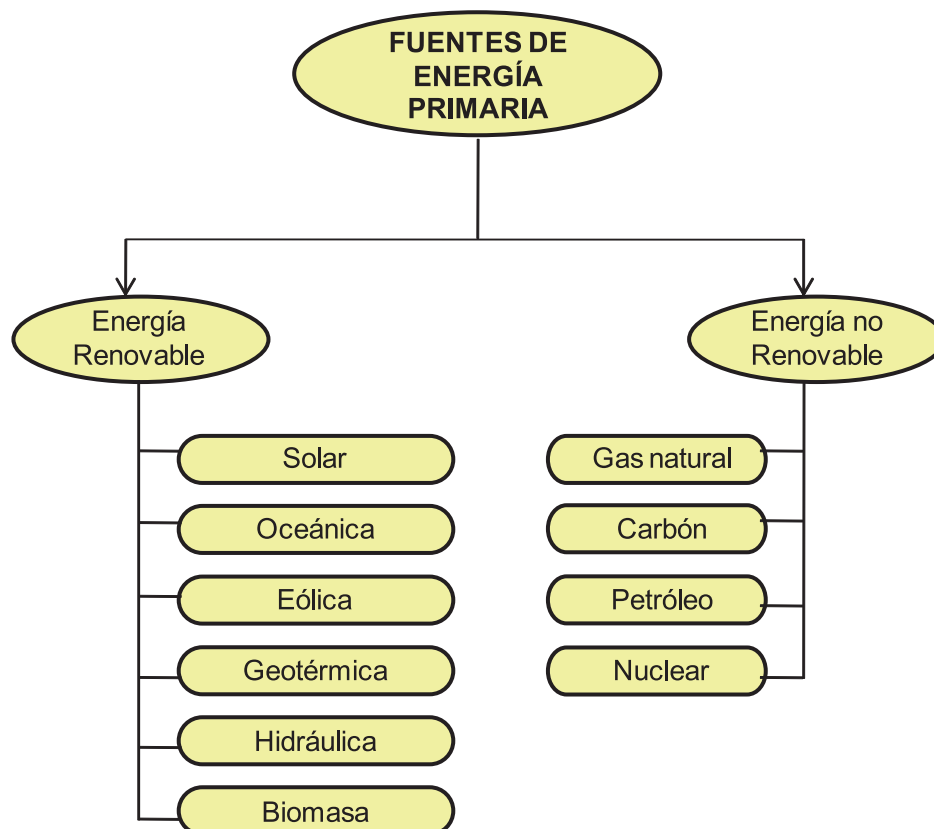 FUENTES DE
ENERGÍA
PRIMARIA
Energía
Renovable
Solar
Oceánica
Eólica
Geotérmica
Hidráulica
Biomasa
Energía no
Renovable
Gas natural
Carbón
Petróleo
Nuclear